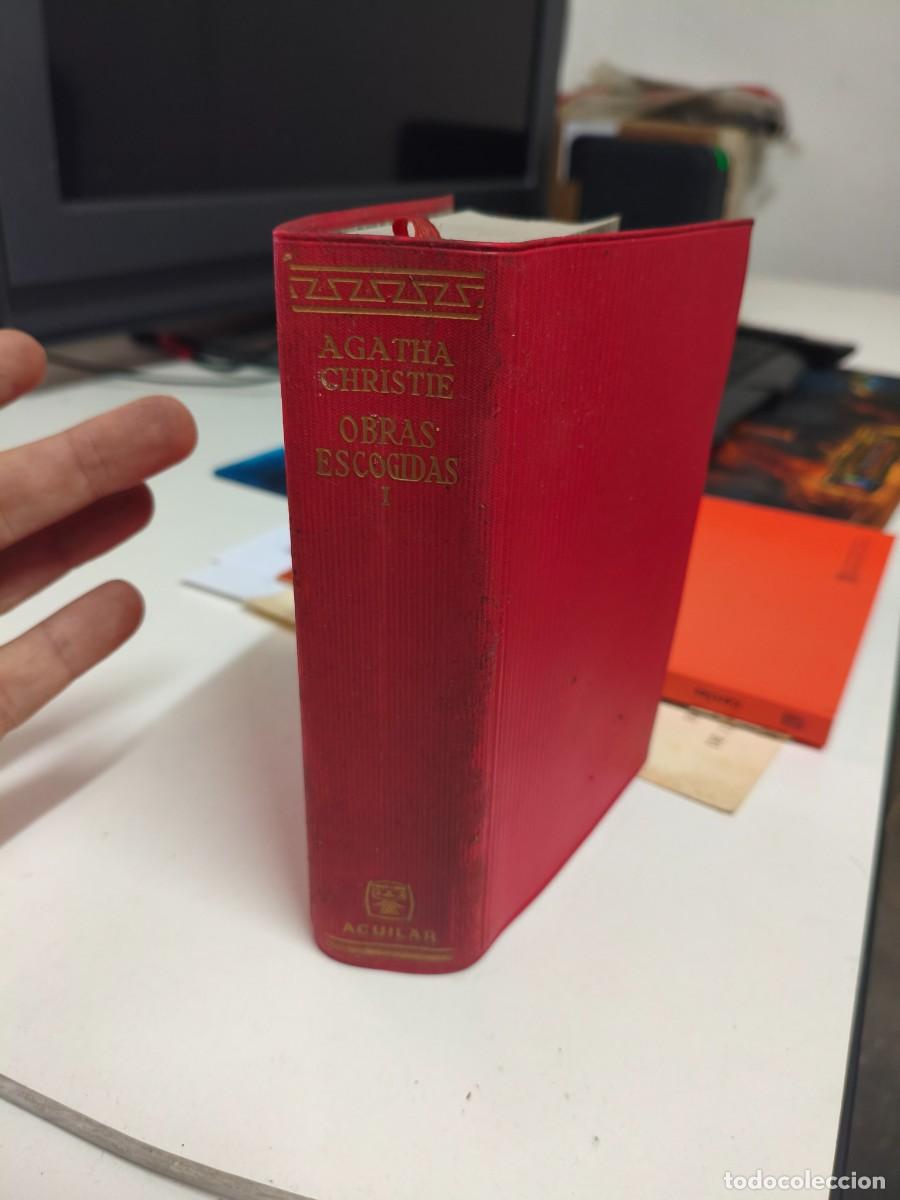 AGATHA
CHRISTIE
OBRAS
ESCOGIDAS
I
AGUILAR
todocoleccion